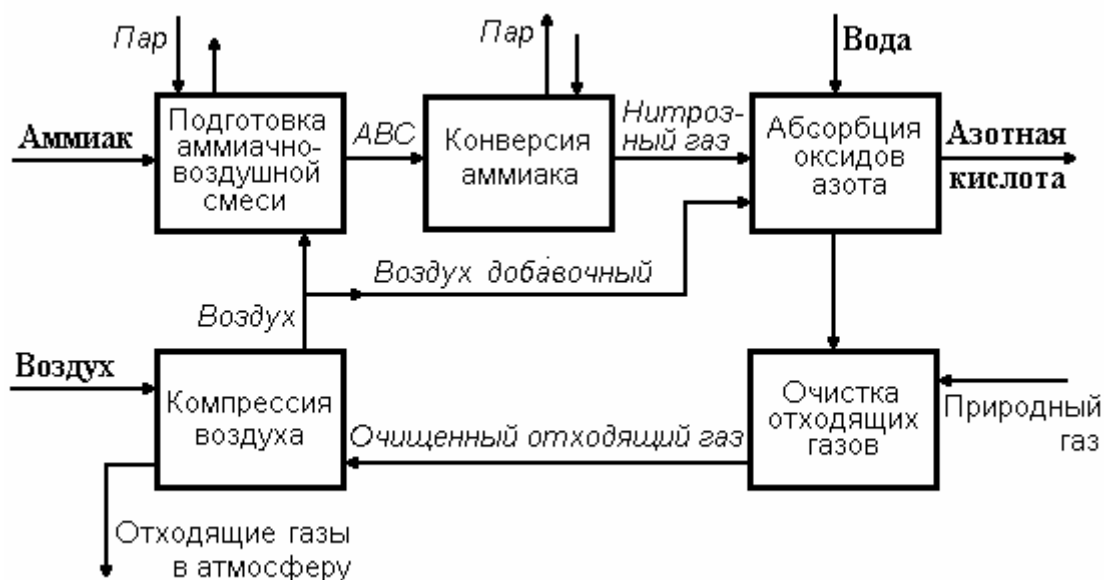 Пар
Пар
Вода
Аммиак
Подготовка
аммиачно-
воздушной
смеси
АВС
Конверсия
аммиака
Нитроз-
ный газ
Абсорбция
оксидов
азота
Азотная
кислота
Воздух добавочный
Воздух
Воздух
Компрессия
воздуха
Очищенный отходящий газ
Очистка
отходящих
газов
Природный
газ
Отходящие газы
в атмосферу